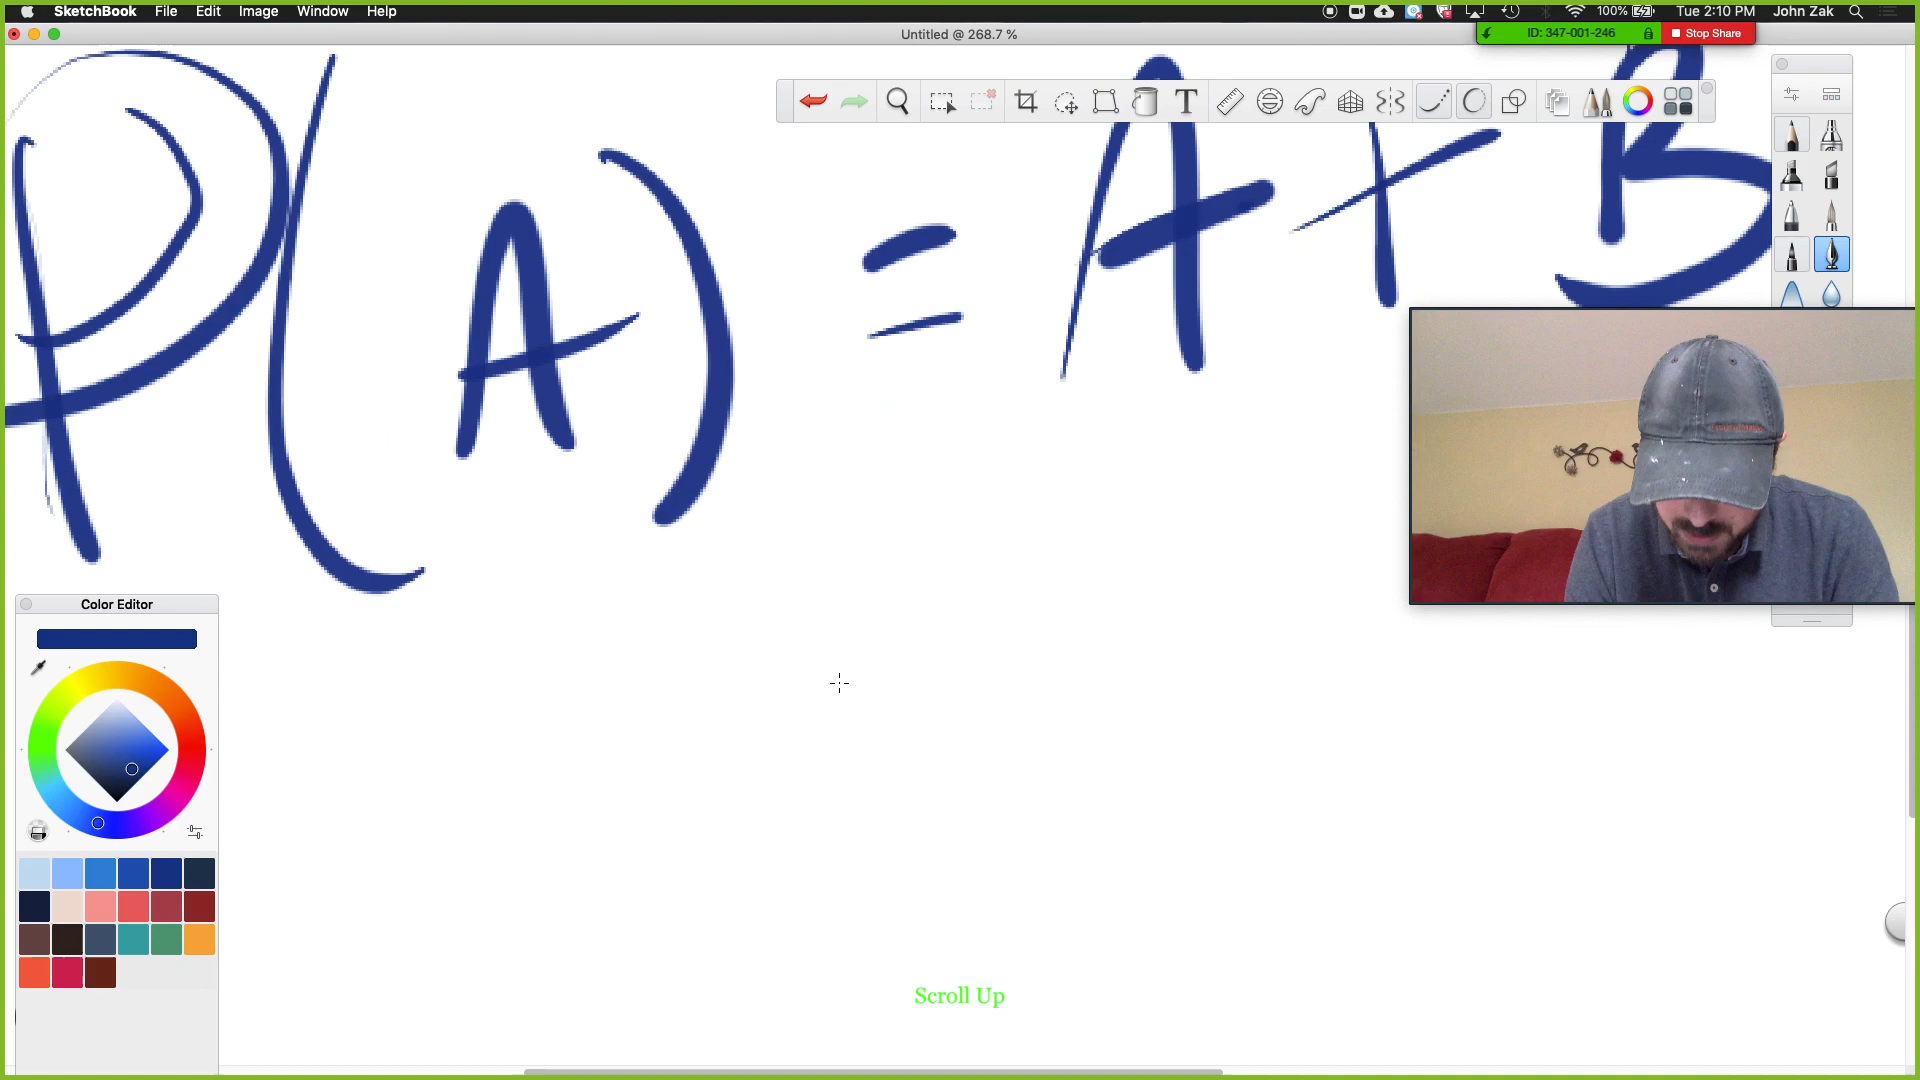 SketchBook File Edit Image Window Help 100% Tue 2:10 PM John Zak
Untitled @ 268.7 %
ID: 347-001-246 Stop Share
T
P(A) = A + B
Color Editor
Scroll Up